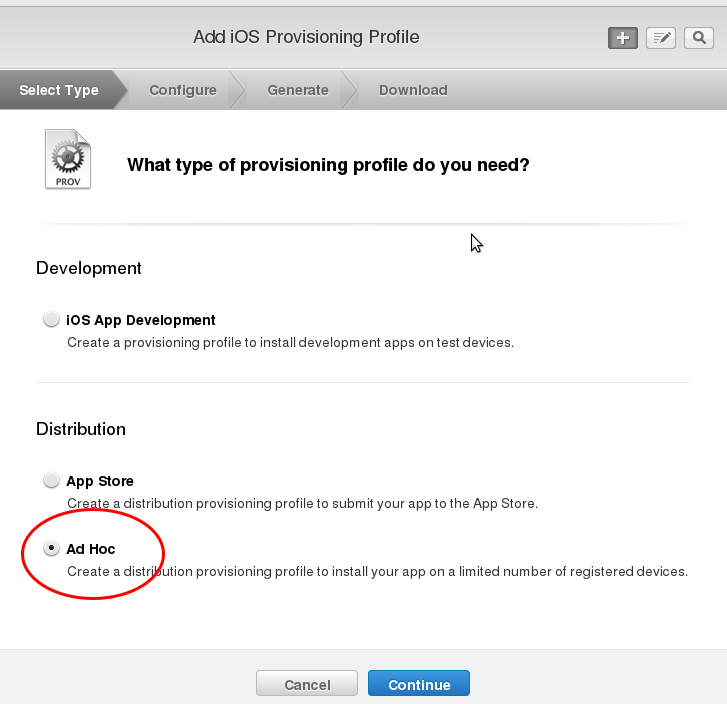 Add iOS Provisioning Profile
Select Type
Configure
Generate
Download
PROV
What type of provisioning profile do you need?
Development
iOS App Development
Create a provisioning profile to install development apps on test devices.
Distribution
App Store
Create a distribution provisioning profile to submit your app to the App Store.
Ad Hoc
Create a distribution provisioning profile to install your app on a limited number of registered devices.
Cancel
Continue